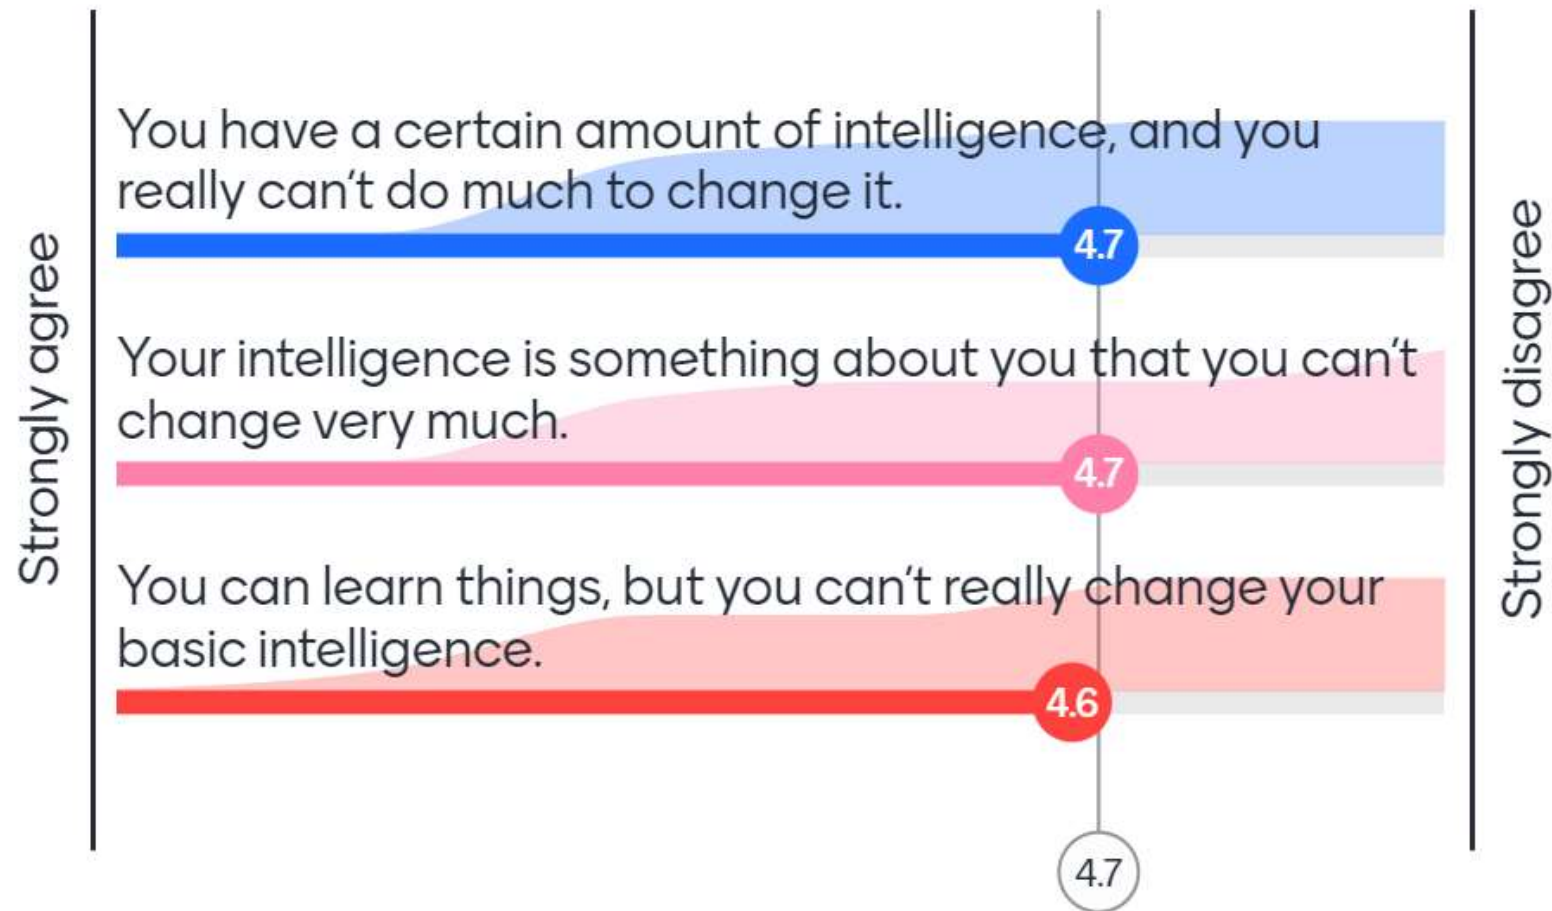 Strongly agree
You have a certain amount of intelligence, and you
really can't do much to change it.
4.7
Your intelligence is something about you that you can't
change very much.
4.7
You can learn things, but you can't really change your
basic intelligence.
4.6
4.7
Strongly disagree